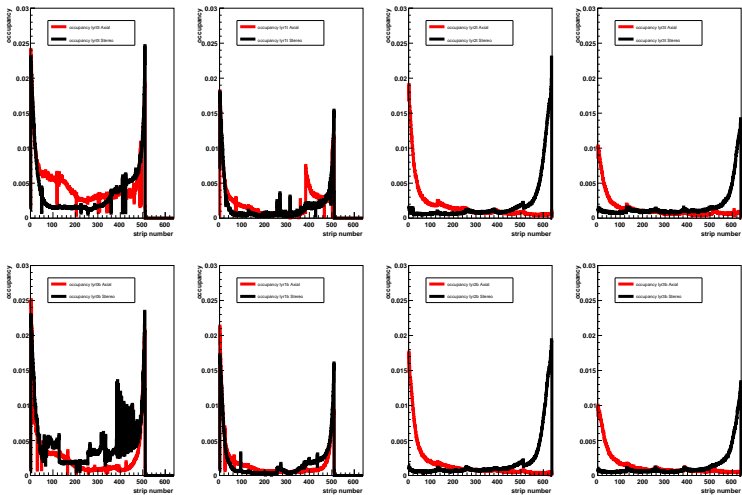 occupancy
0.03
occupancy lyr0t Axial
0.025
occupancy lyr0t Stereo
0.02
0.015
0.01
0.005
0
0 100 200 300 400 500 600
strip number
occupancy
0.03
occupancy lyr1t Axial
0.025
occupancy lyr1t Stereo
0.02
0.015
0.01
0.005
0
0 100 200 300 400 500 600
strip number
occupancy
0.03
occupancy lyr2t Axial
0.025
occupancy lyr2t Stereo
0.02
0.015
0.01
0.005
0
0 100 200 300 400 500 600
strip number
occupancy
0.03
occupancy lyr3t Axial
0.025
occupancy lyr3t Stereo
0.02
0.015
0.01
0.005
0
0 100 200 300 400 500 600
strip number
occupancy
0.03
occupancy lyr0b Axial
0.025
occupancy lyr0b Stereo
0.02
0.015
0.01
0.005
0
0 100 200 300 400 500 600
strip number
occupancy
0.03
occupancy lyr1b Axial
0.025
occupancy lyr1b Stereo
0.02
0.015
0.01
0.005
0
0 100 200 300 400 500 600
strip number
occupancy
0.03
occupancy lyr2b Axial
0.025
occupancy lyr2b Stereo
0.02
0.015
0.01
0.005
0
0 100 200 300 400 500 600
strip number
occupancy
0.03
occupancy lyr3b Axial
0.025
occupancy lyr3b Stereo
0.02
0.015
0.01
0.005
0
0 100 200 300 400 500 600
strip number